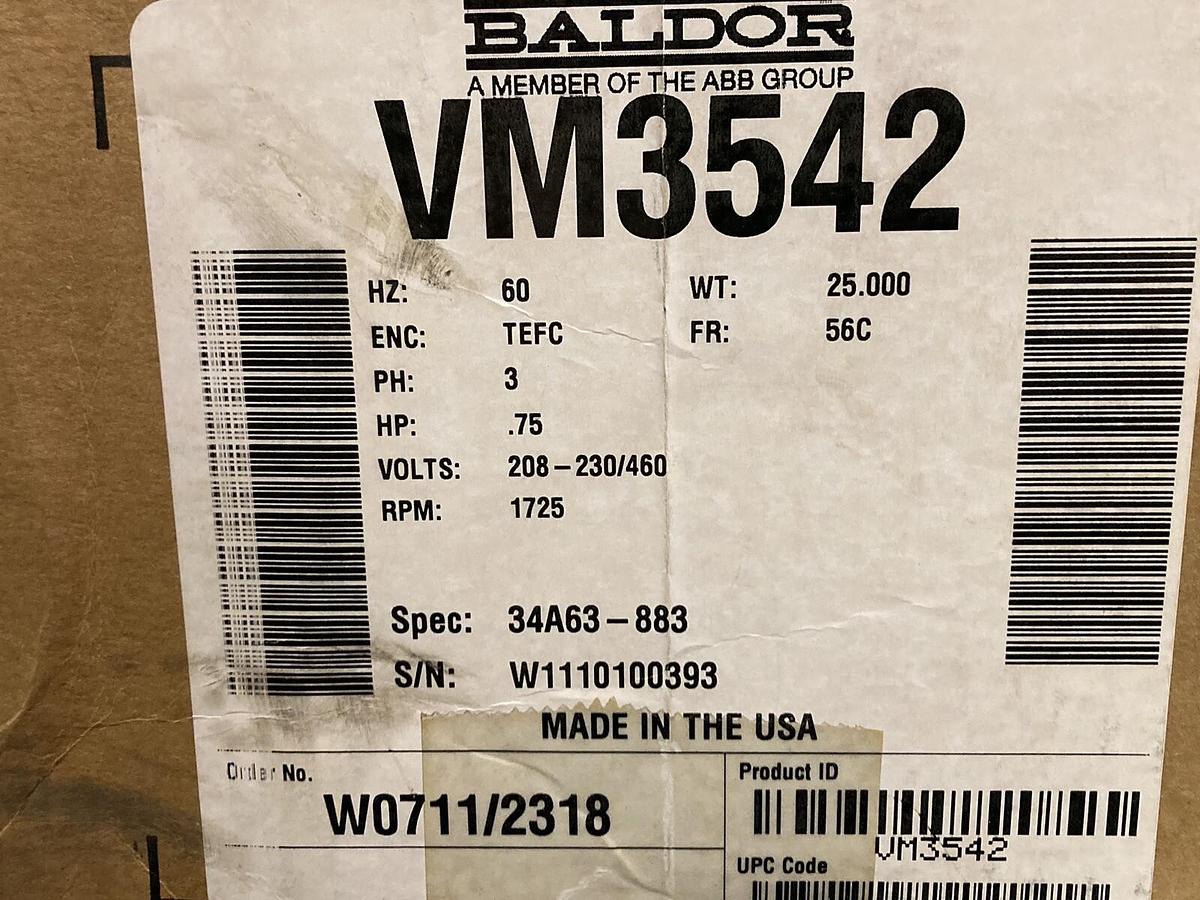 BALDOR
A MEMBER OF THE ABB GROUP
VM3542
HZ: 60 WT: 25.000
ENC: TEFC FR: 56C
PH: 3
HP: .75
VOLTS: 208-230/460
RPM: 1725
Spec: 34A63-883
S/N: W1110100393
MADE IN THE USA
Order No. Product ID
W0711/2318
VM3542
UPC Code